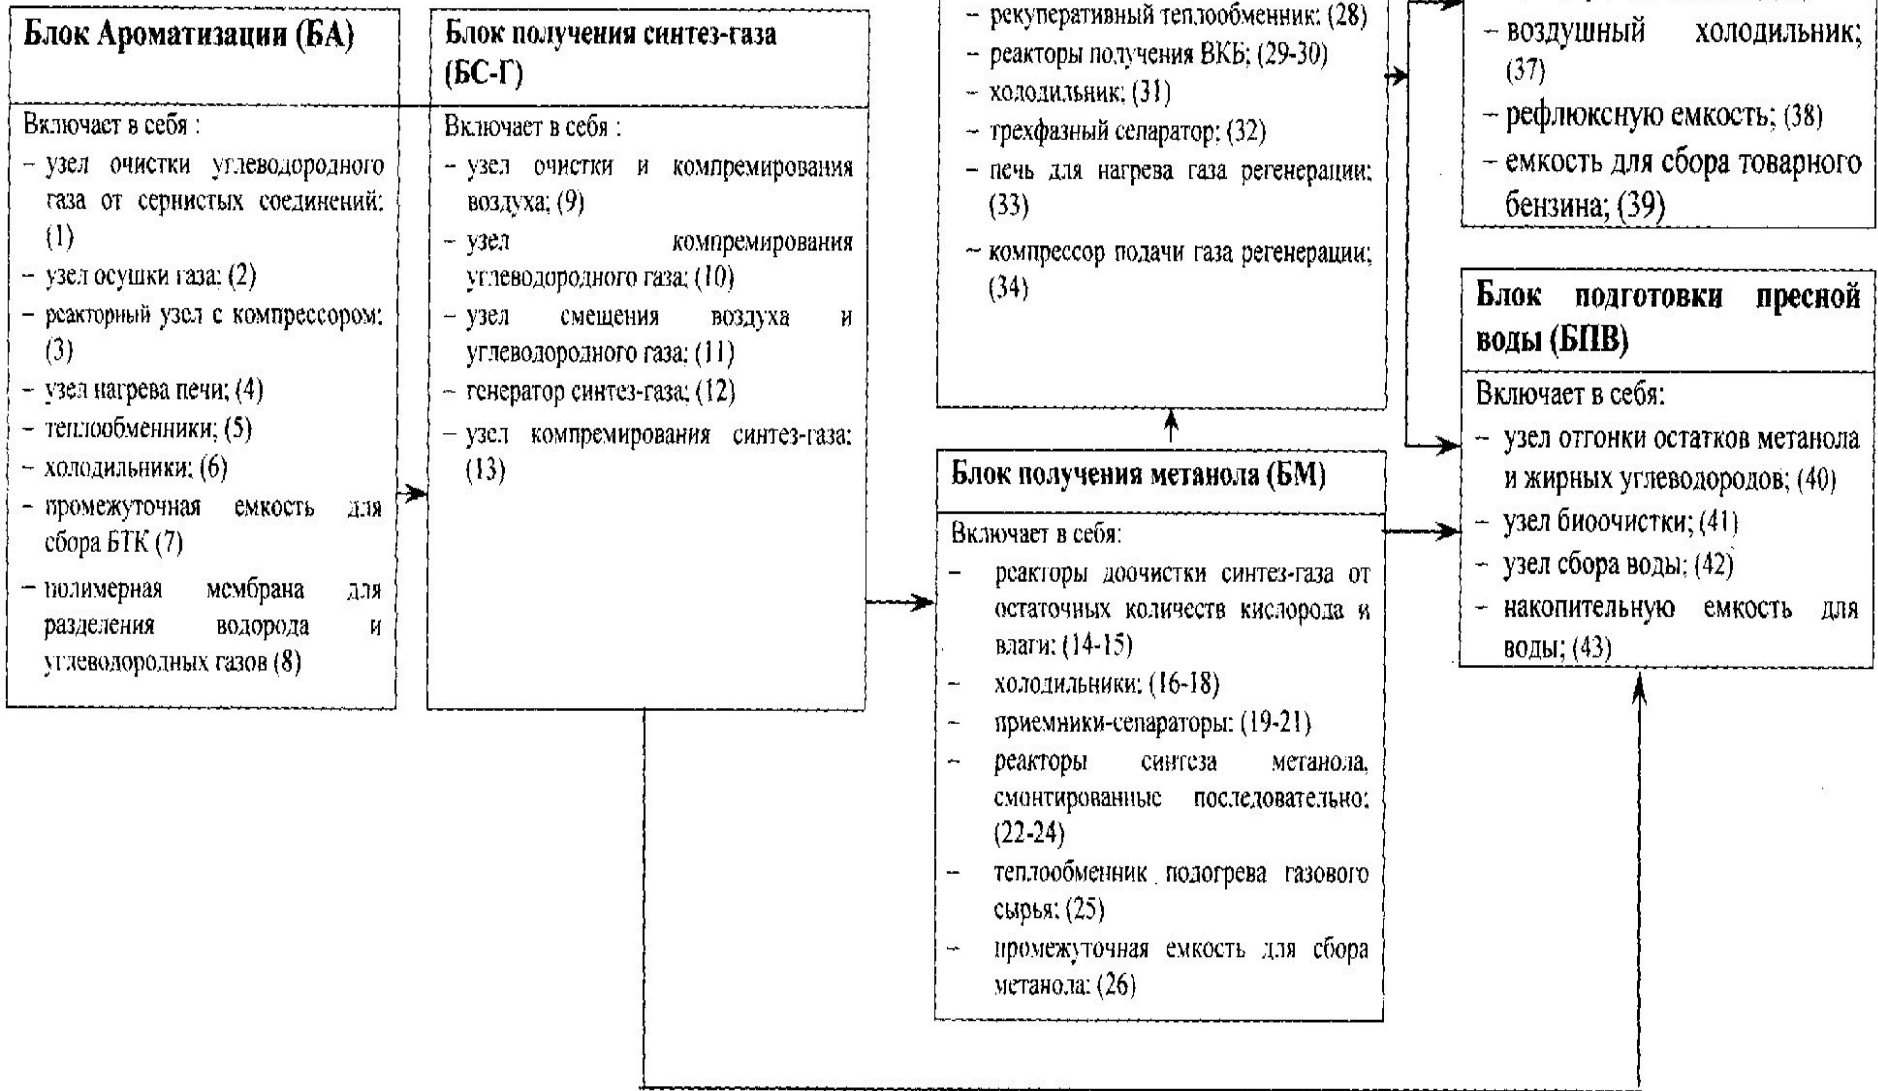 Блок Ароматизации (БА)
Включает в себя :
– узел очистки углеводородного
газа от сернистых соединений;
(1)
– узел осушки газа; (2)
– реакторный узел с компрессором;
(3)
– узел нагрева печи; (4)
– теплообменники; (5)
– холодильники; (6)
– промежуточная емкость для
сбора БТК (7)
– полимерная мембрана для
разделения водорода и
углеводородных газов (8)
Блок получения синтез-газа
(БС-Г)
Включает в себя :
– узел очистки и компремирования
воздуха; (9)
– узел компремирования
углеводородного газа; (10)
– узел смещения воздуха и
углеводородного газа; (11)
– генератор синтез-газа; (12)
– узел компремирования синтез-газа;
(13)
– рекуперативный теплообменник; (28)
– реакторы получения ВКБ; (29-30)
– холодильник; (31)
– трехфазный сепаратор; (32)
– печь для нагрева газа регенерации;
(33)
– компрессор подачи газа регенерации;
(34)
Блок получения метанола (БМ)
Включает в себя:
– реакторы доочистки синтез-газа от
остаточных количеств кислорода и
влаги; (14-15)
– холодильники; (16-18)
– приемники-сепараторы; (19-21)
– реакторы синтеза метанола,
смонтированные последовательно;
(22-24)
– теплообменник подогрева газового
сырья; (25)
– промежуточная емкость для сбора
метанола; (26)
– воздушный холодильник;
(37)
– рефлюксную емкость; (38)
– емкость для сбора товарного
бензина; (39)
Блок подготовки пресной
воды (БПВ)
Включает в себя:
– узел отгонки остатков метанола
и жирных углеводородов; (40)
– узел биоочистки; (41)
– узел сбора воды; (42)
– накопительную емкость для
воды; (43)